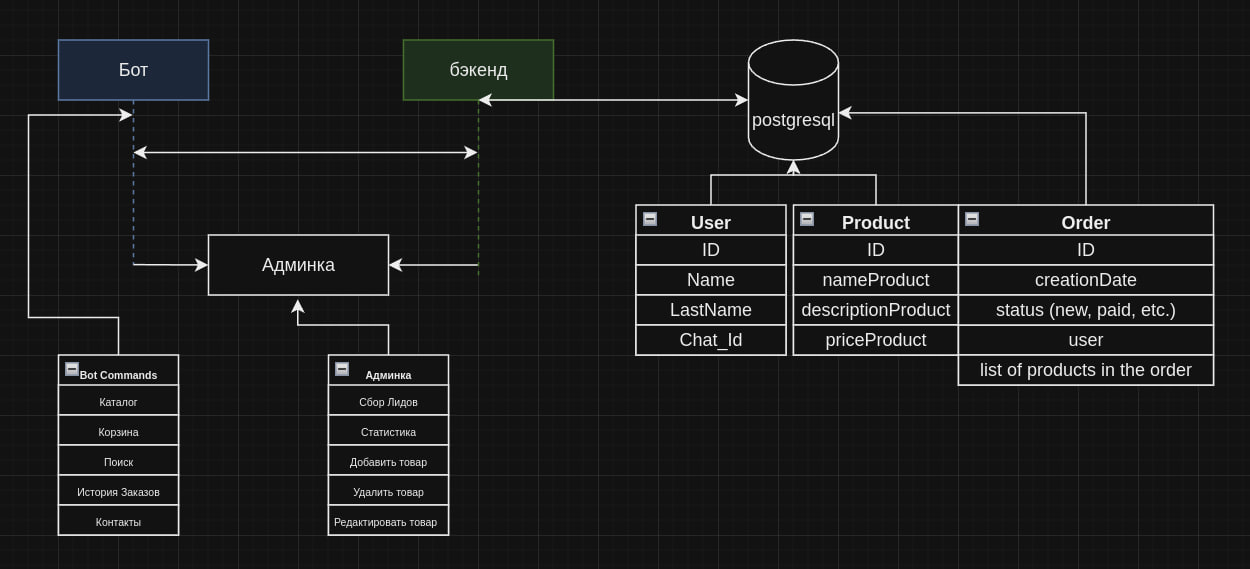 Бот
бэкенд
postgresql
Админка
User
ID
Name
LastName
Chat_Id
Product
ID
nameProduct
descriptionProduct
priceProduct
Order
ID
creationDate
status (new, paid, etc.)
user
list of products in the order
Bot Commands
Каталог
Корзина
Поиск
История Заказов
Контакты
Админка
Сбор Лидов
Статистика
Добавить товар
Удалить товар
Редактировать товар